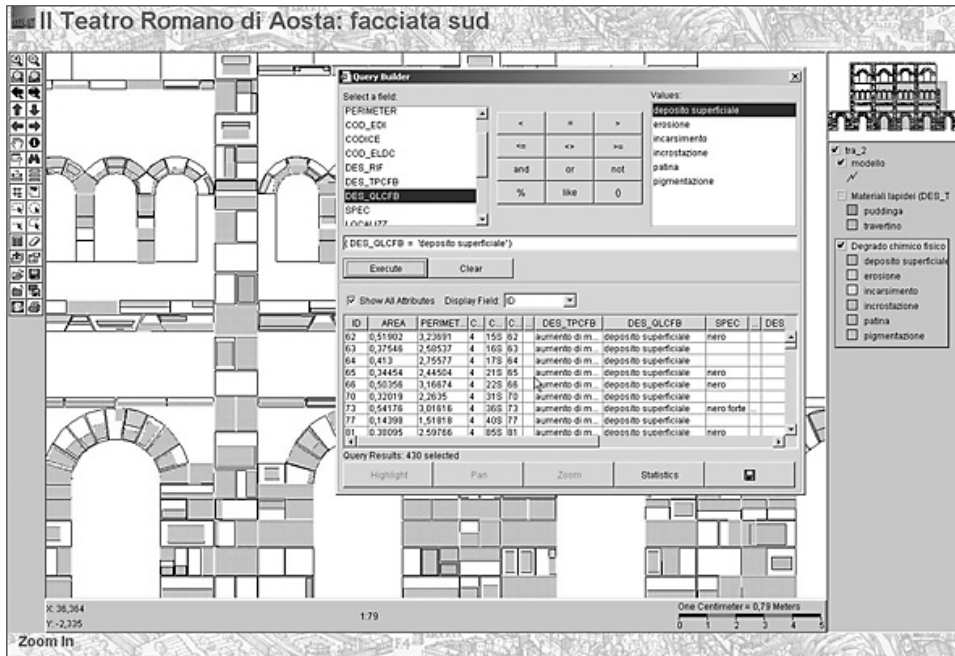 Il Teatro Romano di Aosta: facciata sud
Query Builder
Select a field:
PERIMETER
COD_EDI
CODICE
COD_ELDC
DES_RIF
DES_TPCFB
DES_QLCFB
SPEC
LOCALIZZ
< = >
<= <> >=
and or not
% like ()
Values:
deposito superficiale
erosione
incarsimento
incrostazione
patina
pigmentazione
( DES_QLCFB = 'deposito superficiale')
Execute Clear
Show All Attributes Display Field: ID
ID AREA PERIMET... C... C... C... ... DES_TPCFB DES_QLCFB SPEC ... DES
62 0,51902 3,23891 4 15S 62 aumento di m... deposito superficiale nero
63 0,37546 2,58537 4 16S 63 aumento di m... deposito superficiale
64 0,413 2,75577 4 17S 64 aumento di m... deposito superficiale
65 0,34454 2,44504 4 21S 65 aumento di m... deposito superficiale nero
66 0,50356 3,16674 4 22S 66 aumento di m... deposito superficiale nero
70 0,32019 2,2635 4 31S 70 aumento di m... deposito superficiale
73 0,54176 3,01616 4 36S 73 aumento di m... deposito superficiale nero forte ...
77 0,14398 1,51818 4 40S 77 aumento di m... deposito superficiale
81 0,38095 2,59766 4 85S 81 aumento di m... deposito superficiale nero
Query Results: 430 selected
Highlight Pan Zoom Statistics
tra_2
modello
Materiali lapidei (DES_T
puddinga
travertino
Degrado chimico fisico
deposito superficiale
erosione
incarsimento
incrostazione
patina
pigmentazione
X: 36,364
Y: -2,335
1:79
One Centimeter = 0,79 Meters
0 1 2 3 4 5
Zoom In